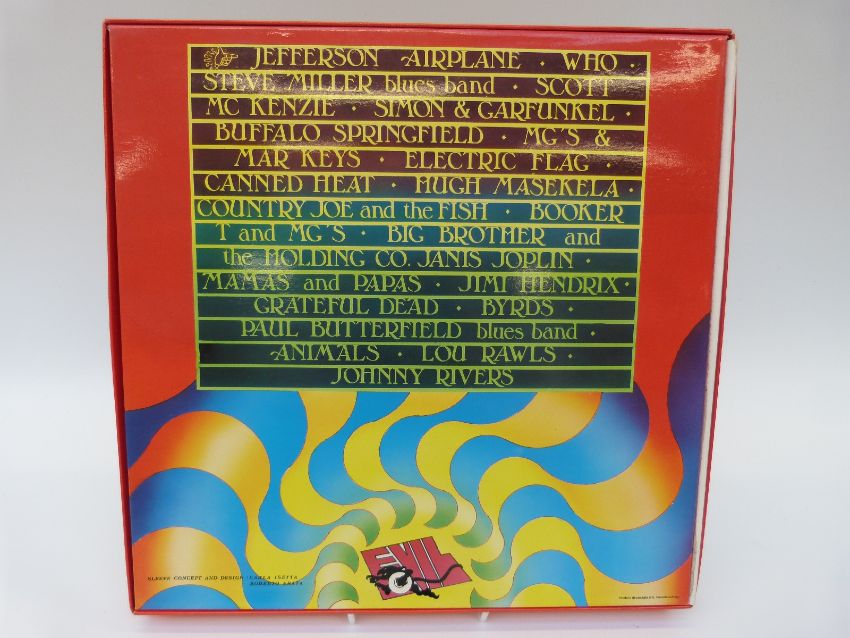 JEFFERSON AIRPLANE · WHO ·
STEVE MILLER blues band · SCOTT
MC KENZIE · SIMON & GARFUNKEL ·
BUFFALO SPRINGFIELD · MG'S &
MAR KEYS · ELECTRIC FLAG ·
CANNED HEAT · HUGH MASEKELA ·
COUNTRY JOE and the FISH · BOOKER
T and MG'S · BIG BROTHER and
the HOLDING CO. JANIS JOPLIN ·
MAMAS and PAPAS · JIMI HENDRIX ·
GRATEFUL DEAD · BYRDS ·
PAUL BUTTERFIELD blues band ·
ANIMALS · LOU RAWLS ·
JOHNNY RIVERS
EVIL
SLEEVE CONCEPT AND DESIGN
ROBERTO